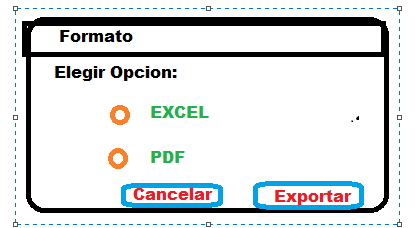 Formato
Elegir Opcion:
EXCEL
PDF
Cancelar Exportar